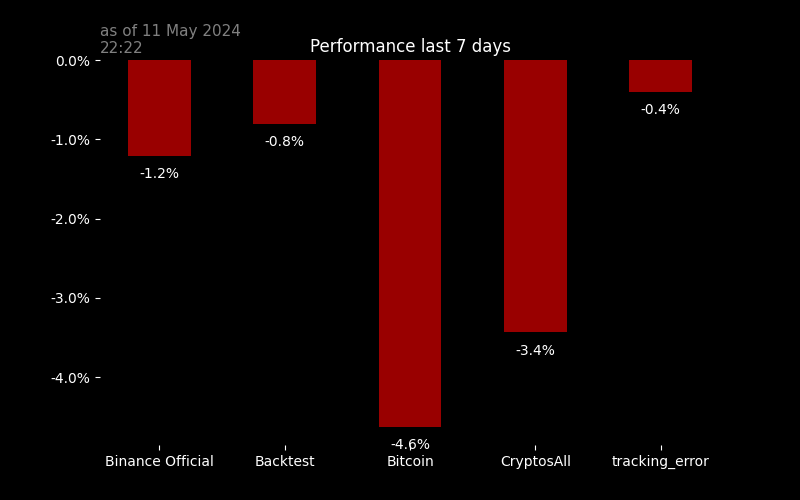 as of 11 May 2024
22:22
Performance last 7 days
0.0%
-1.0%
-2.0%
-3.0%
-4.0%
-1.2%
-0.8%
-4.6%
-3.4%
-0.4%
Binance Official
Backtest
Bitcoin
CryptosAll
tracking_error